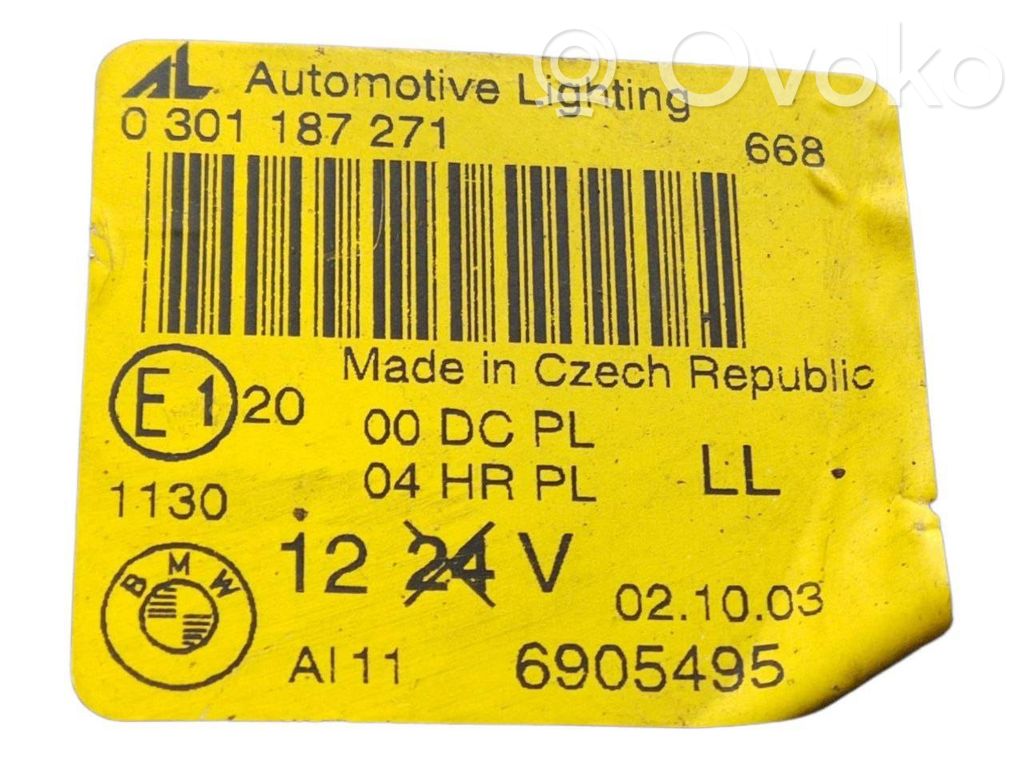 AL Automotive Lighting
Ovoko
0 301 187 271
668
Made in Czech Republic
E1 20
00 DC PL
04 HR PL
LL
1130
12 24 V
BMW
02.10.03
Al 11
6905495